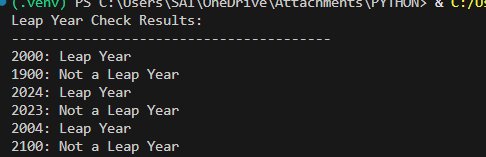 (.venv) PS C:\Users\SAI\OneDrive\Attachments\PYTHON> & C:/Us
Leap Year Check Results:
----------------------------------------
2000: Leap Year
1900: Not a Leap Year
2024: Leap Year
2023: Not a Leap Year
2004: Leap Year
2100: Not a Leap Year